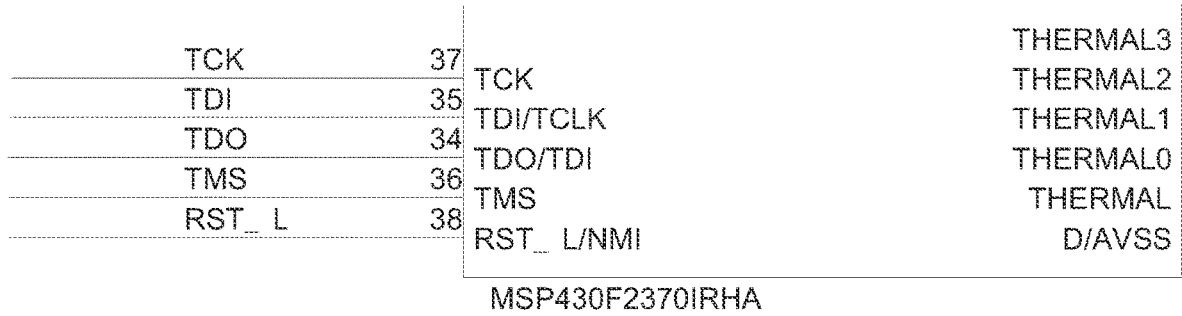 THERMAL3
TCK 37 TCK THERMAL2
TDI 35 TDI/TCLK THERMAL1
TDO 34 TDO/TDI THERMAL0
TMS 36 TMS THERMAL
RST_ L 38 RST_ L/NMI D/AVSS
MSP430F2370IRHA